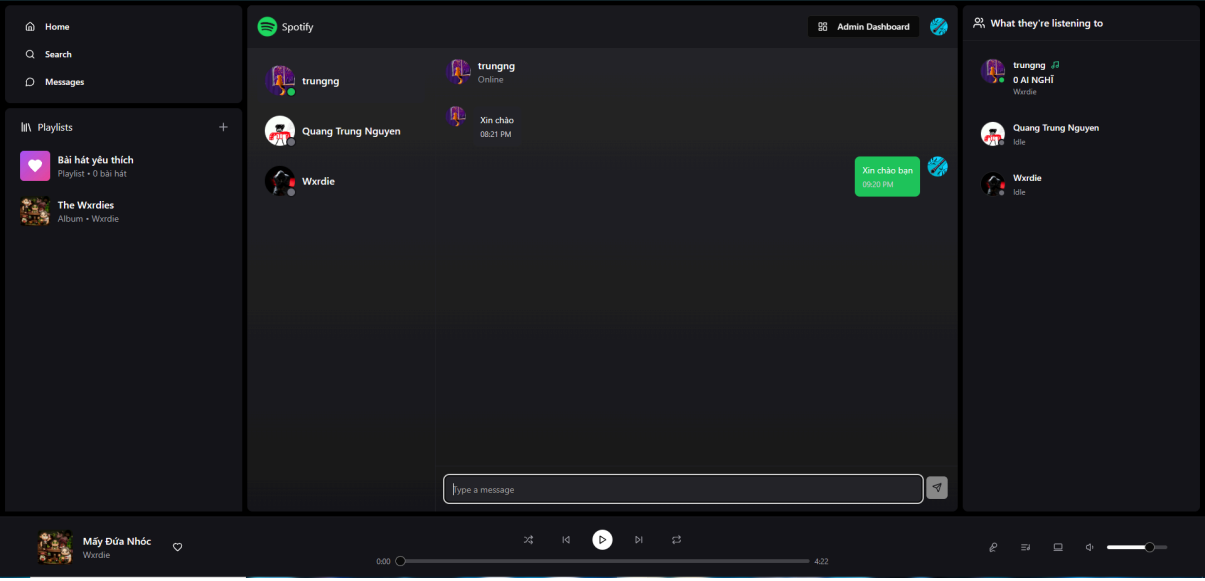 Home
Search
Messages
Playlists
Bài hát yêu thích
Playlist • 0 bài hát
The Wxrdies
Album • Wxrdie
Spotify
Admin Dashboard
trungng
Quang Trung Nguyen
Wxrdie
trungng
Online
Xin chào
08:21 PM
Xin chào bạn
09:20 PM
Type a message
What they're listening to
trungng
0 AI NGHĨ
Wxrdie
Quang Trung Nguyen
Idle
Wxrdie
Idle
Mấy Đứa Nhóc
Wxrdie
0:00
4:22